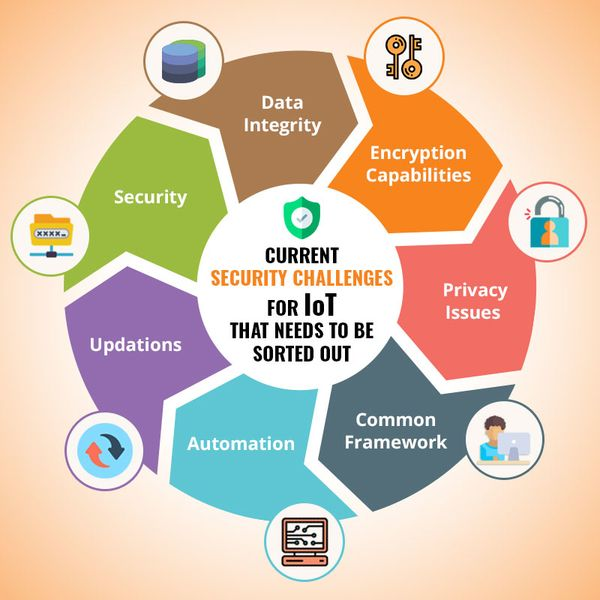 CURRENT
SECURITY CHALLENGES
FOR IoT
THAT NEEDS TO BE
SORTED OUT
Data
Integrity
Encryption
Capabilities
Privacy
Issues
Common
Framework
Automation
Updations
Security
××××_